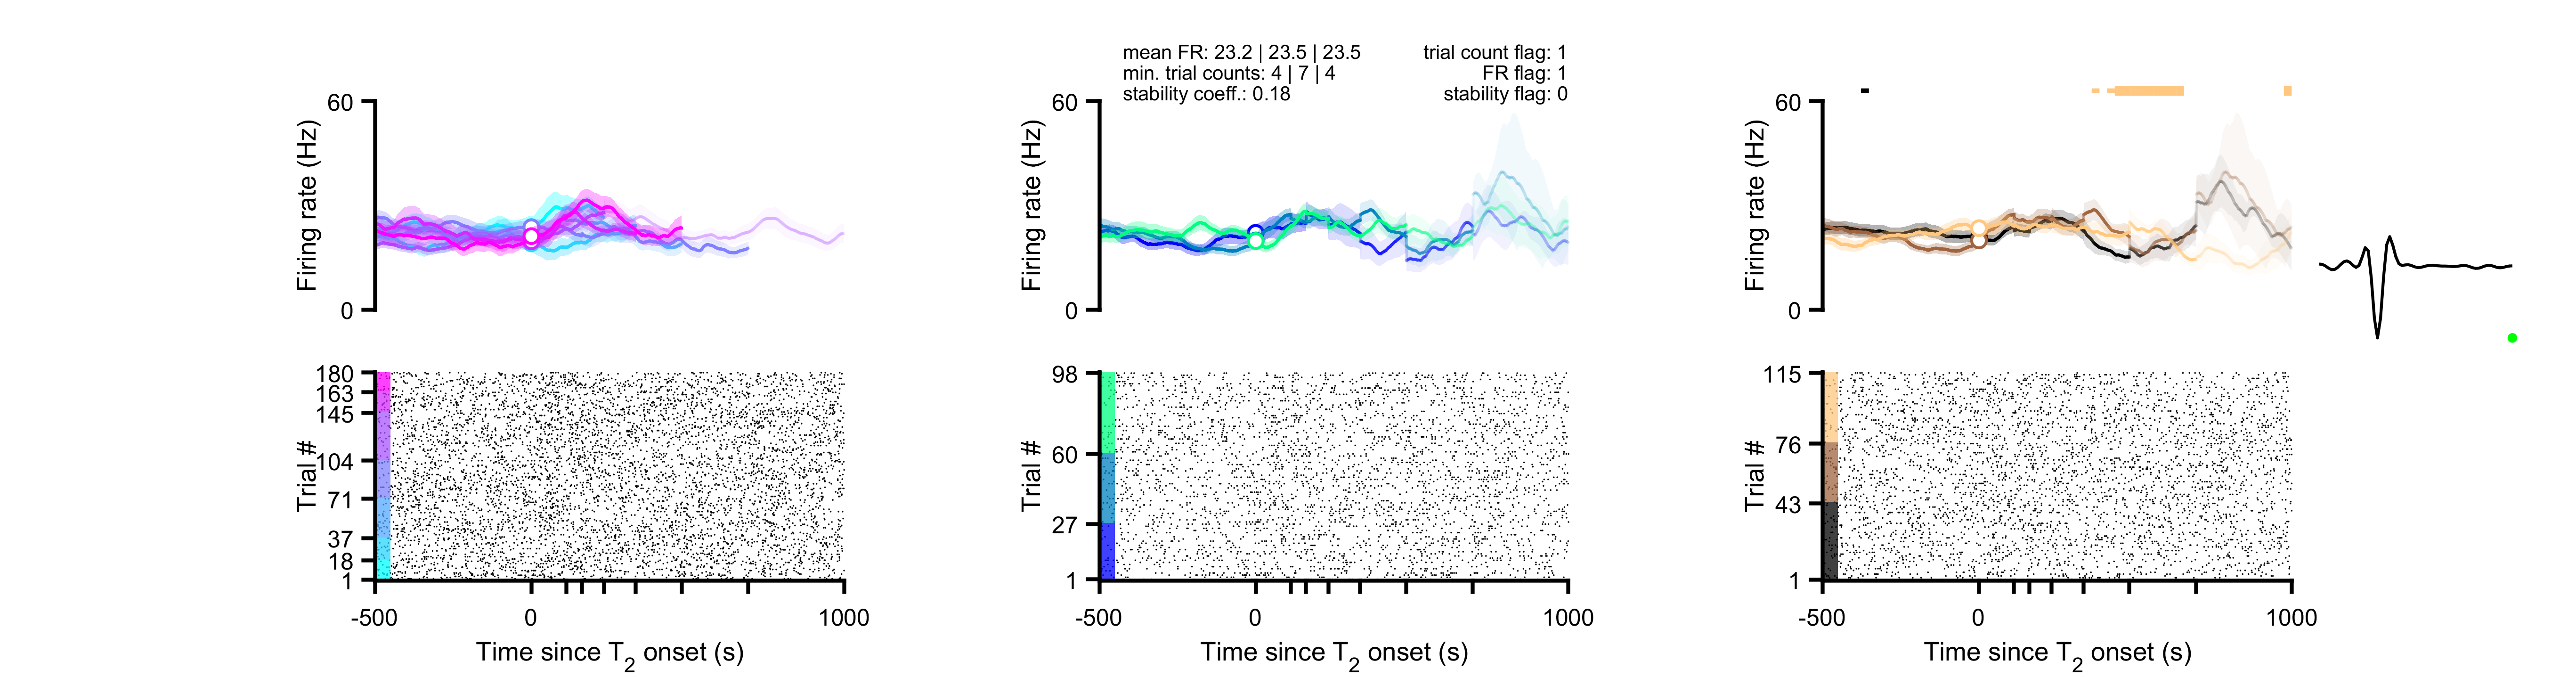 mean FR: 23.2 | 23.5 | 23.5
min. trial counts: 4 | 7 | 4
stability coeff.: 0.18
trial count flag: 1
FR flag: 1
stability flag: 0
60
Firing rate (Hz)
0
60
Firing rate (Hz)
0
60
Firing rate (Hz)
0
180
163
145
104
71
37
18
1
Trial #
-500
0
1000
Time since T2 onset (s)
98
60
27
1
Trial #
-500
0
1000
Time since T2 onset (s)
115
76
43
1
Trial #
-500
0
1000
Time since T2 onset (s)